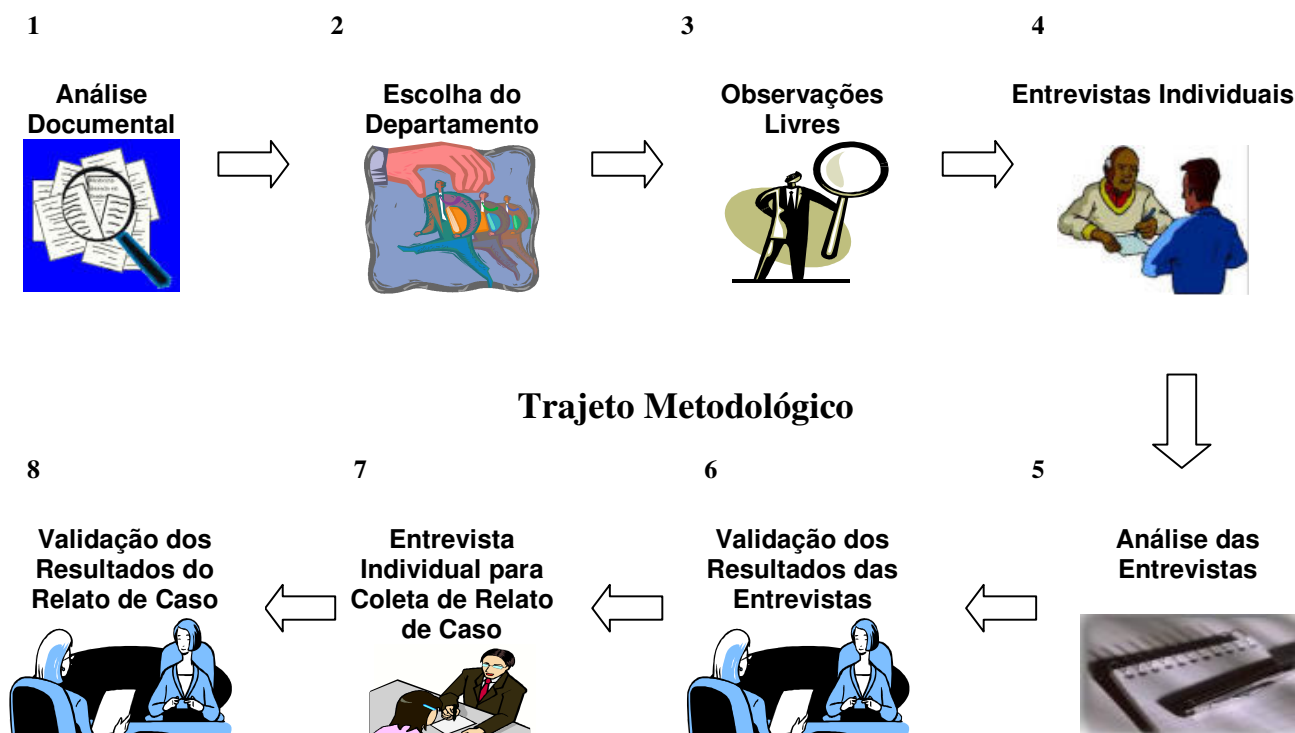 1
Análise
Documental
2
Escolha do
Departamento
3
Observações
Livres
4
Entrevistas Individuais
Trajeto Metodológico
5
Análise das
Entrevistas
6
Validação dos
Resultados das
Entrevistas
7
Entrevista
Individual para
Coleta de Relato
de Caso
8
Validação dos
Resultados do
Relato de Caso